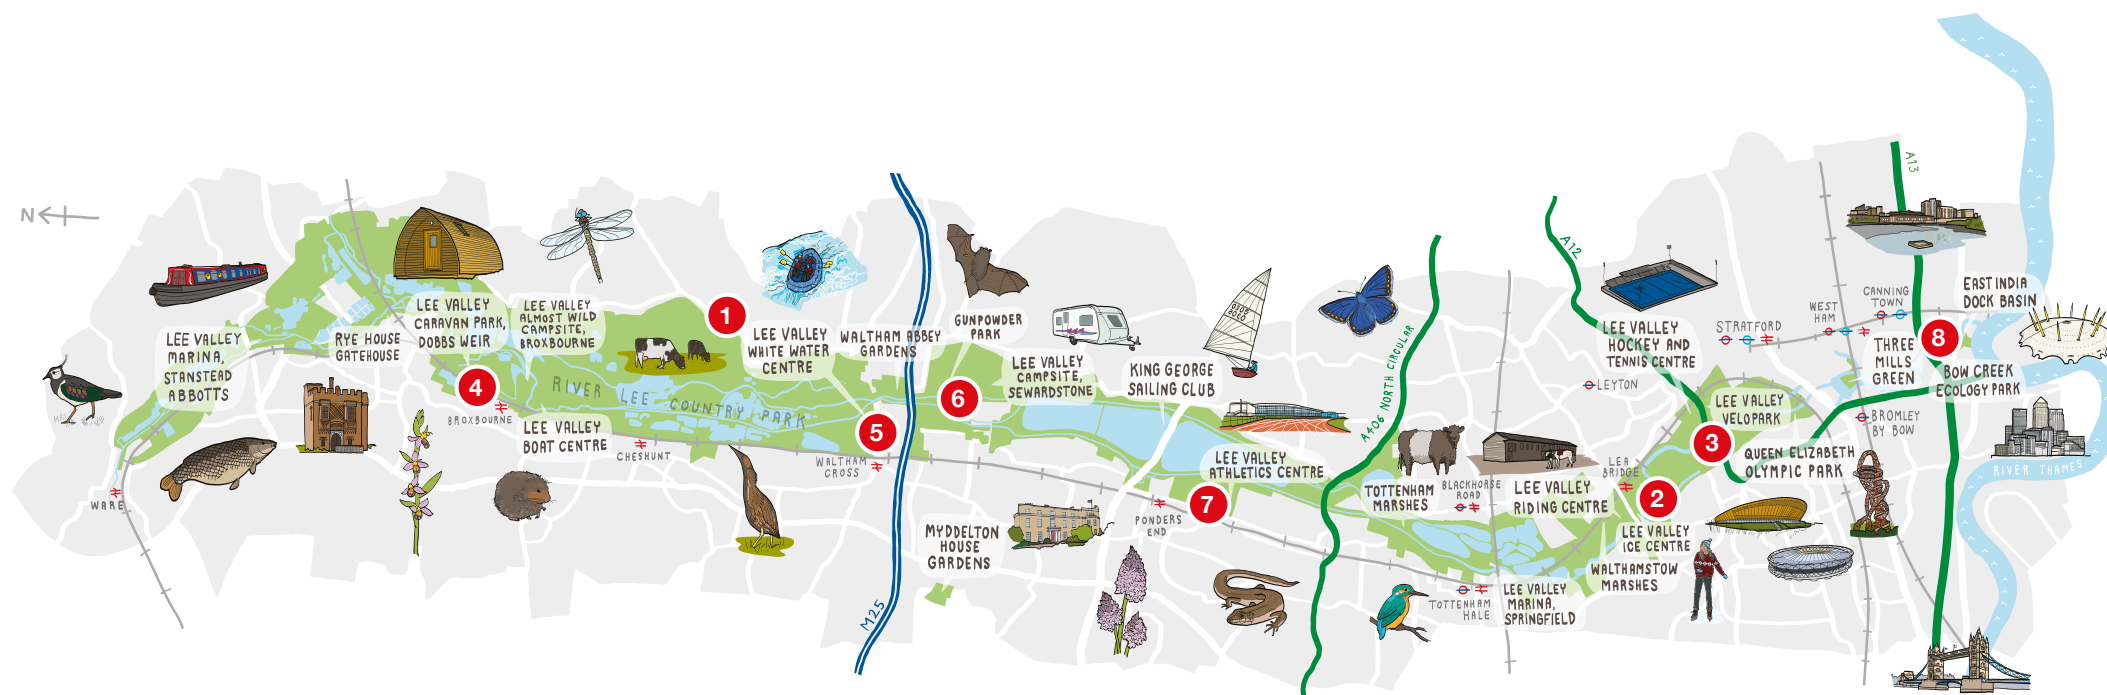 N
LEE VALLEY
MARINA,
STANSTEAD
ABBOTTS
WARE
RYE HOUSE
GATEHOUSE
LEE VALLEY
CARAVAN PARK,
DOBBS WEIR
LEE VALLEY
ALMOST WILD
CAMPSITE,
BROXBOURNE
4
BROXBOURNE
LEE VALLEY
BOAT CENTRE
CHESHUNT
RIVER LEE COUNTRY PARK
1
LEE VALLEY
WHITE WATER
CENTRE
WALTHAM ABBEY
GARDENS
5
WALTHAM
CROSS
M25
GUNPOWDER
PARK
6
LEE VALLEY
CAMPSITE,
SEWARDSTONE
MYDDELTON
HOUSE
GARDENS
KING GEORGE
SAILING CLUB
PONDERS
END
7
LEE VALLEY
ATHLETICS CENTRE
A406 NORTH CIRCULAR
TOTTENHAM
MARSHES
BLACKHORSE
ROAD
TOTTENHAM
HALE
LEE VALLEY
MARINA,
SPRINGFIELD
LEE VALLEY
RIDING CENTRE
A12
LEE VALLEY
HOCKEY AND
TENNIS CENTRE
LEYTON
LEA
BRIDGE
2
LEE VALLEY
ICE CENTRE
WALTHAMSTOW
MARSHES
3
LEE VALLEY
VELOPARK
QUEEN ELIZABETH
OLYMPIC PARK
STRATFORD
WEST
HAM
CANNING
TOWN
A13
THREE
MILLS
GREEN
BROMLEY
BY BOW
8
EAST INDIA
DOCK BASIN
BOW CREEK
ECOLOGY PARK
RIVER THAMES